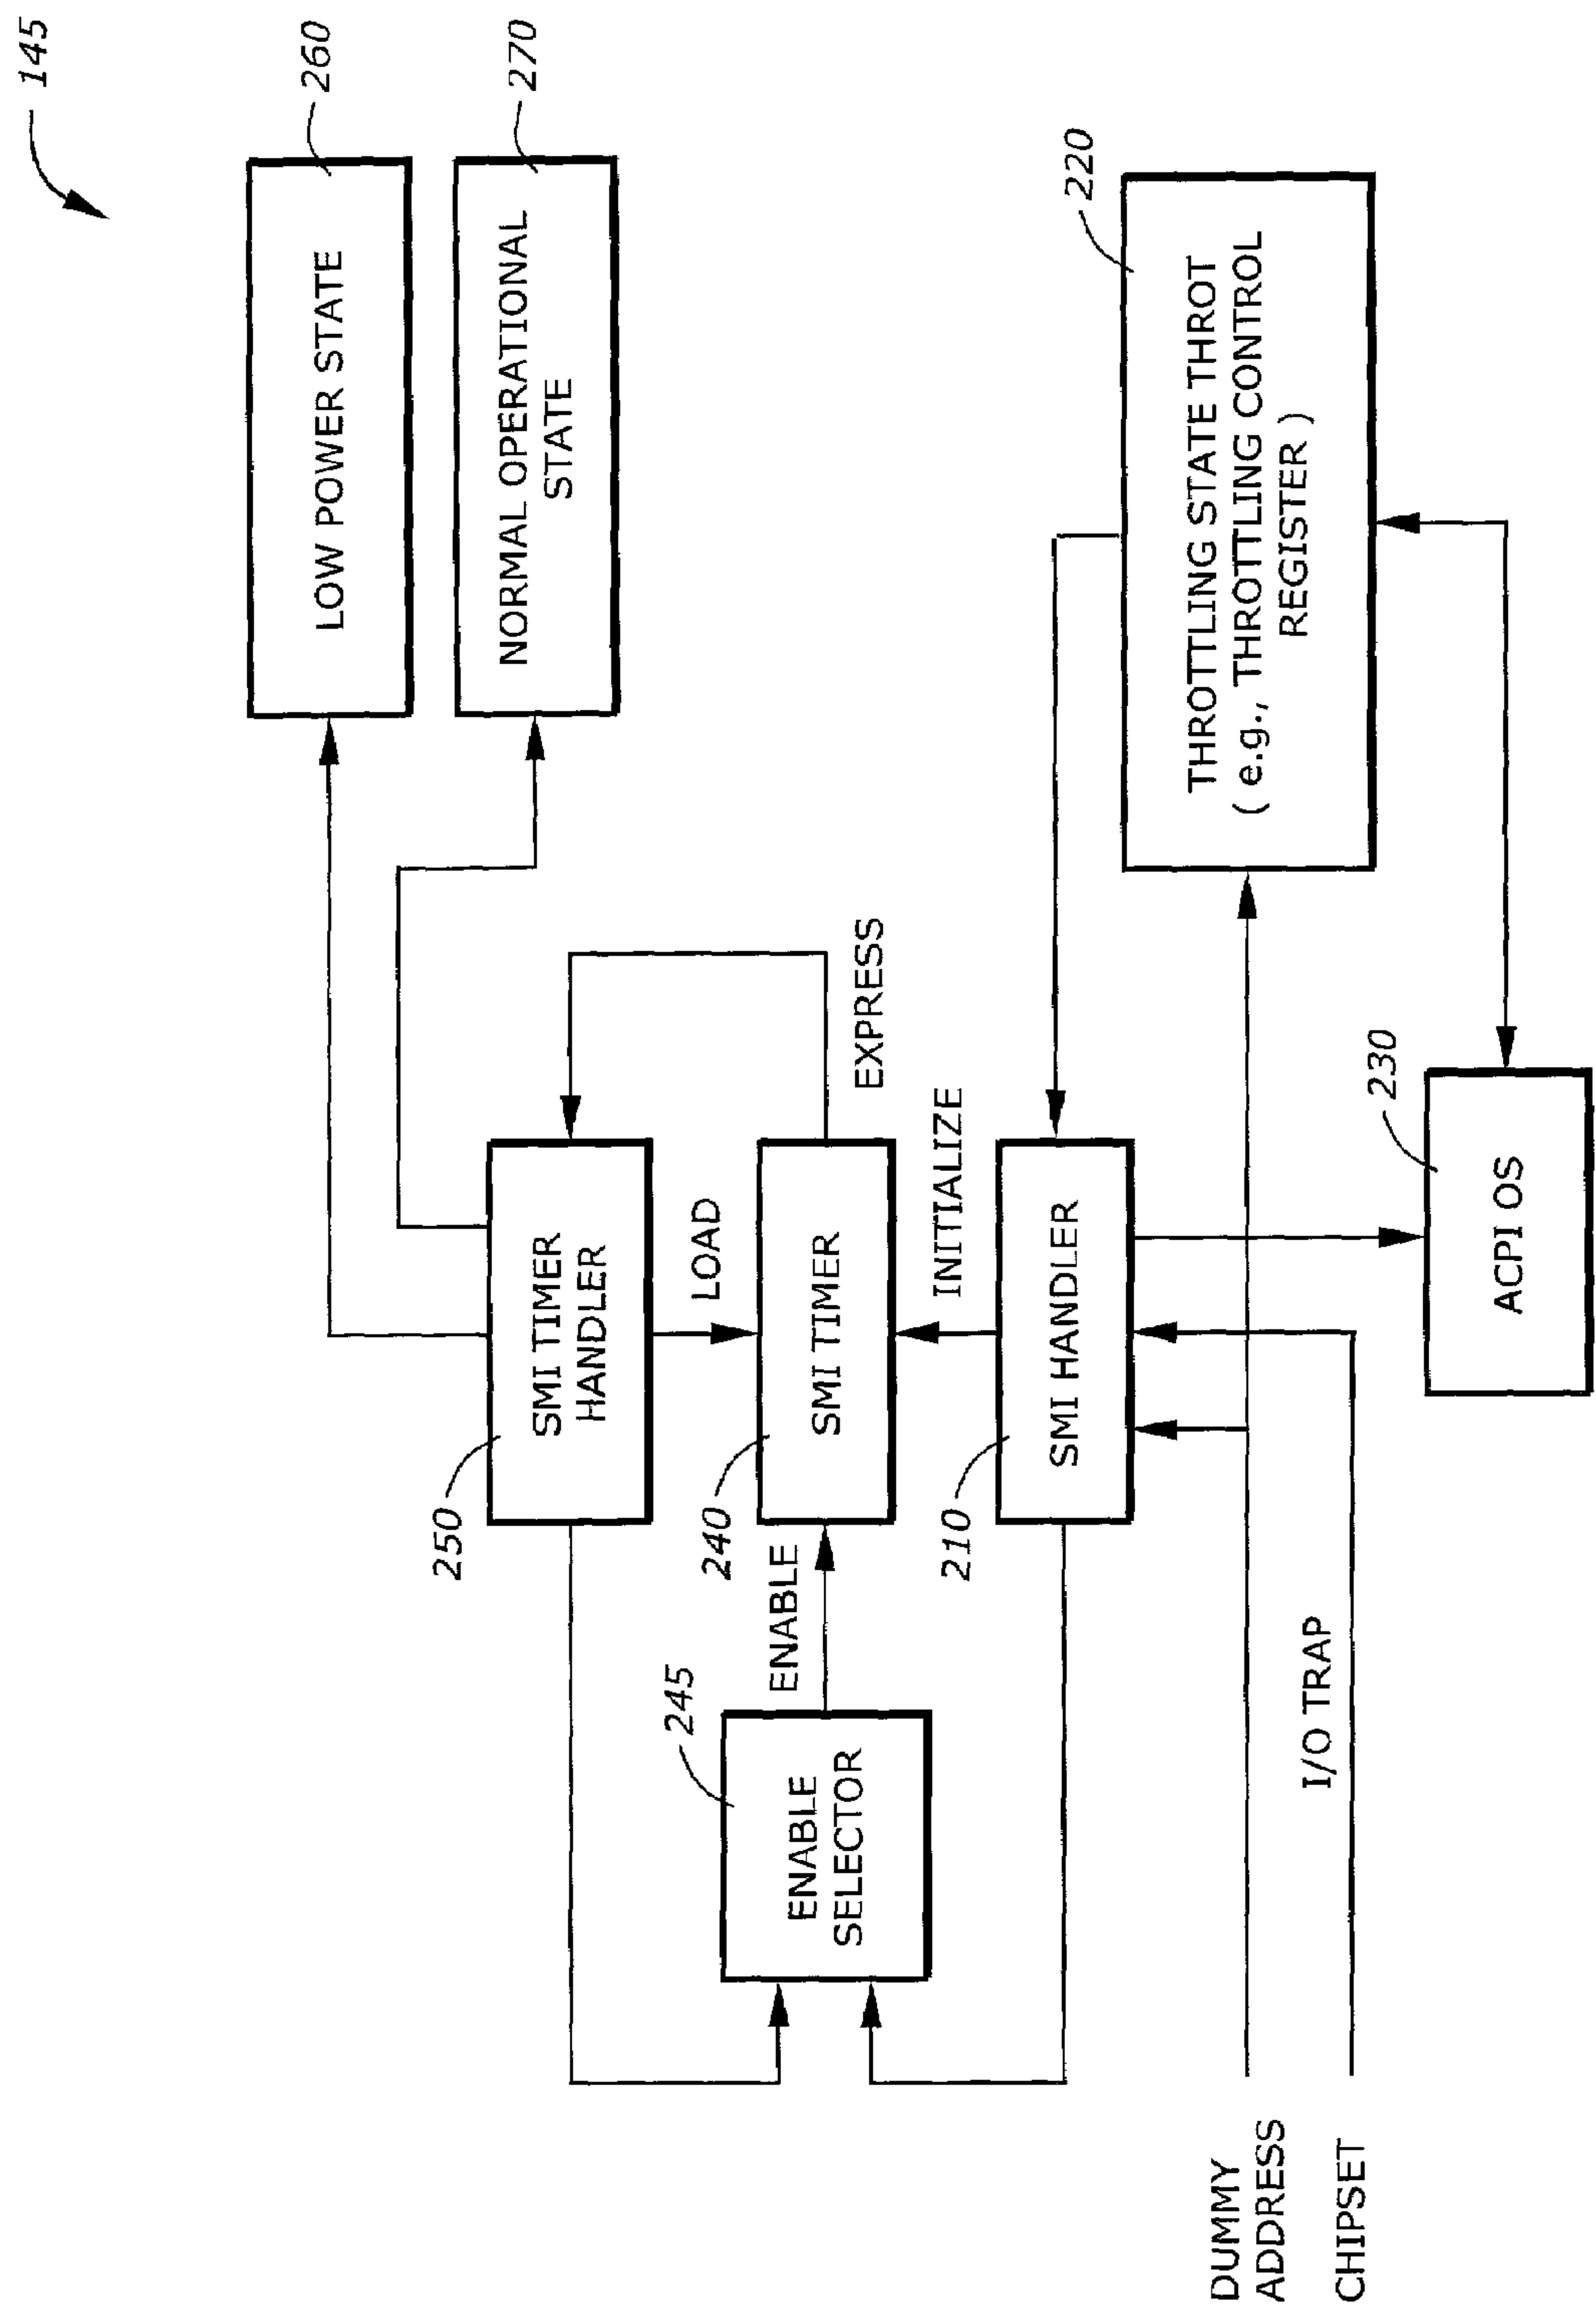 145
LOW POWER STATE
260
NORMAL OPERATIONAL
STATE
270
SMI TIMER
HANDLER
250
LOAD
EXPRESS
ENABLE
SELECTOR
245
ENABLE
SMI TIMER
240
INITIALIZE
SMI HANDLER
210
THROTTLING STATE THROT
( e.g., THROTTLING CONTROL
REGISTER )
220
DUMMY
ADDRESS
I/O TRAP
CHIPSET
ACPI OS
230